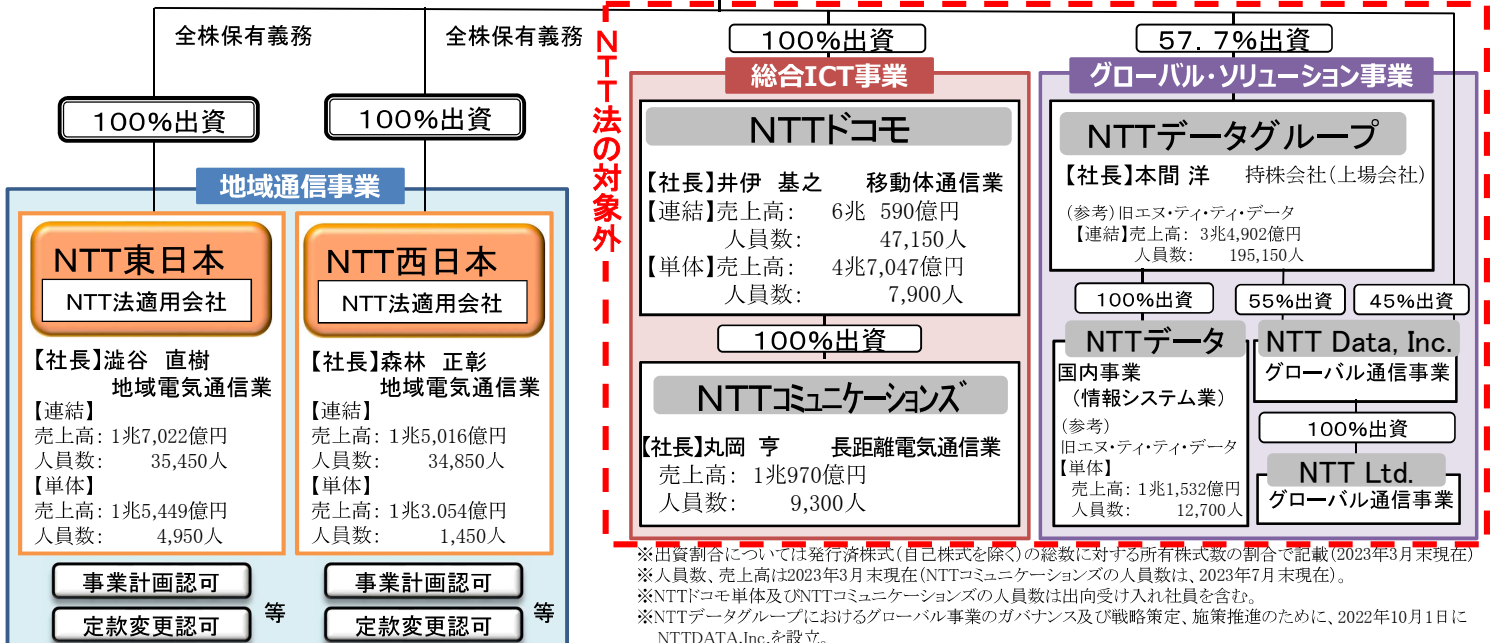 全株保有義務
全株保有義務
100%出資
100%出資
地域通信事業
NTT東日本
NTT法適用会社
【社長】澁谷 直樹
地域電気通信業
【連結】
売上高: 1兆7,022億円
人員数: 35,450人
【単体】
売上高: 1兆5,449億円
人員数: 4,950人
事業計画認可
定款変更認可
等
NTT西日本
NTT法適用会社
【社長】森林 正彰
地域電気通信業
【連結】
売上高: 1兆5,016億円
人員数: 34,850人
【単体】
売上高: 1兆3.054億円
人員数: 1,450人
事業計画認可
定款変更認可
等
NTT法の対象外
100%出資
総合ICT事業
NTTドコモ
【社長】井伊 基之 移動体通信業
【連結】売上高: 6兆 590億円
人員数: 47,150人
【単体】売上高: 4兆7,047億円
人員数: 7,900人
100%出資
NTTコミュニケーションズ
【社長】丸岡 亨 長距離電気通信業
売上高: 1兆970億円
人員数: 9,300人
57.7%出資
グローバル・ソリューション事業
NTTデータグループ
【社長】本間 洋 持株会社(上場会社)
(参考)旧エヌ・ティ・ティ・データ
【連結】売上高: 3兆4,902億円
人員数: 195,150人
100%出資
55%出資
45%出資
NTTデータ
国内事業
(情報システム業)
(参考)
旧エヌ・ティ・ティ・データ
【単体】
売上高: 1兆1,532億円
人員数: 12,700人
NTT Data, Inc.
グローバル通信事業
100%出資
NTT Ltd.
グローバル通信事業
※出資割合については発行済株式(自己株式を除く)の総数に対する所有株式数の割合で記載(2023年3月末現在)
※人員数、売上高は2023年3月末現在(NTTコミュニケーションズの人員数は、2023年7月末現在)。
※NTTドコモ単体及びNTTコミュニケーションズの人員数は出向受け入れ社員を含む。
※NTTデータグループにおけるグローバル事業のガバナンス及び戦略策定、施策推進のために、2022年10月1日に
NTTDATA,Inc.を設立。